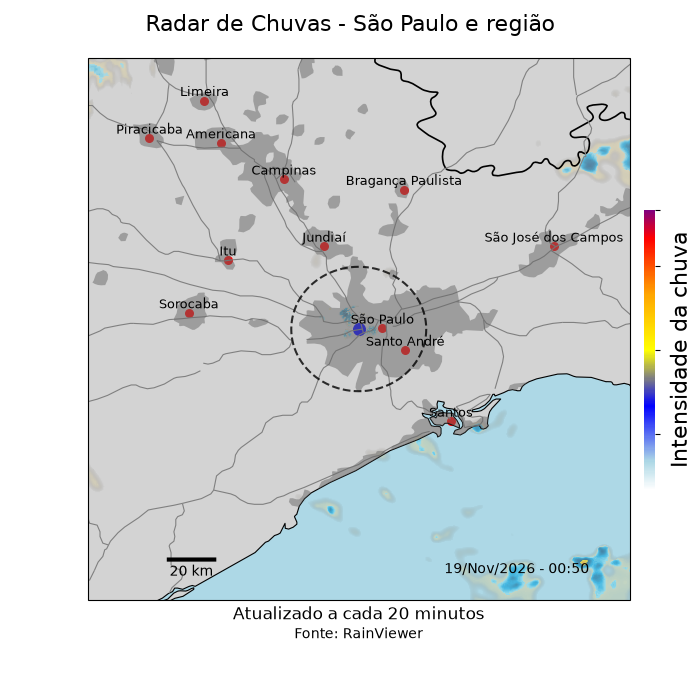 Radar de Chuvas - São Paulo e região
Limeira
Piracicaba
Americana
Campinas
Bragança Paulista
Jundiaí
São José dos Campos
Itu
Sorocaba
São Paulo
Santo André
Santos
Intensidade da chuva
19/Nov/2026 - 00:50
20 km
Atualizado a cada 20 minutos
Fonte: RainViewer